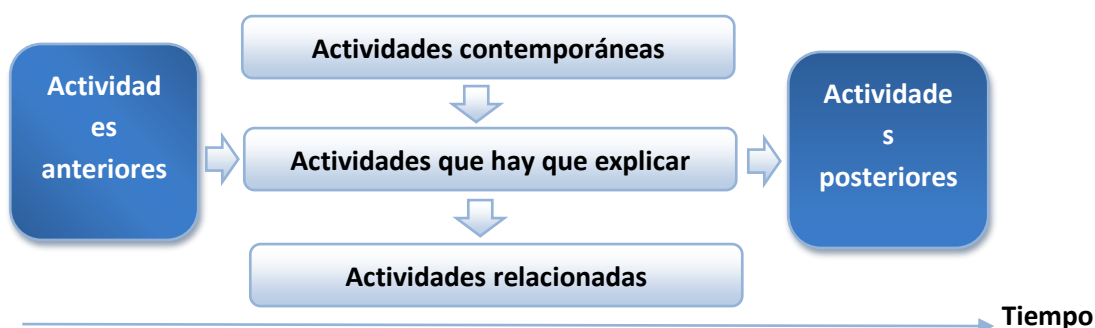 Actividades contemporáneas
Actividad
es
anteriores
Actividades que hay que explicar
Actividade
s
posteriores
Actividades relacionadas
Tiempo